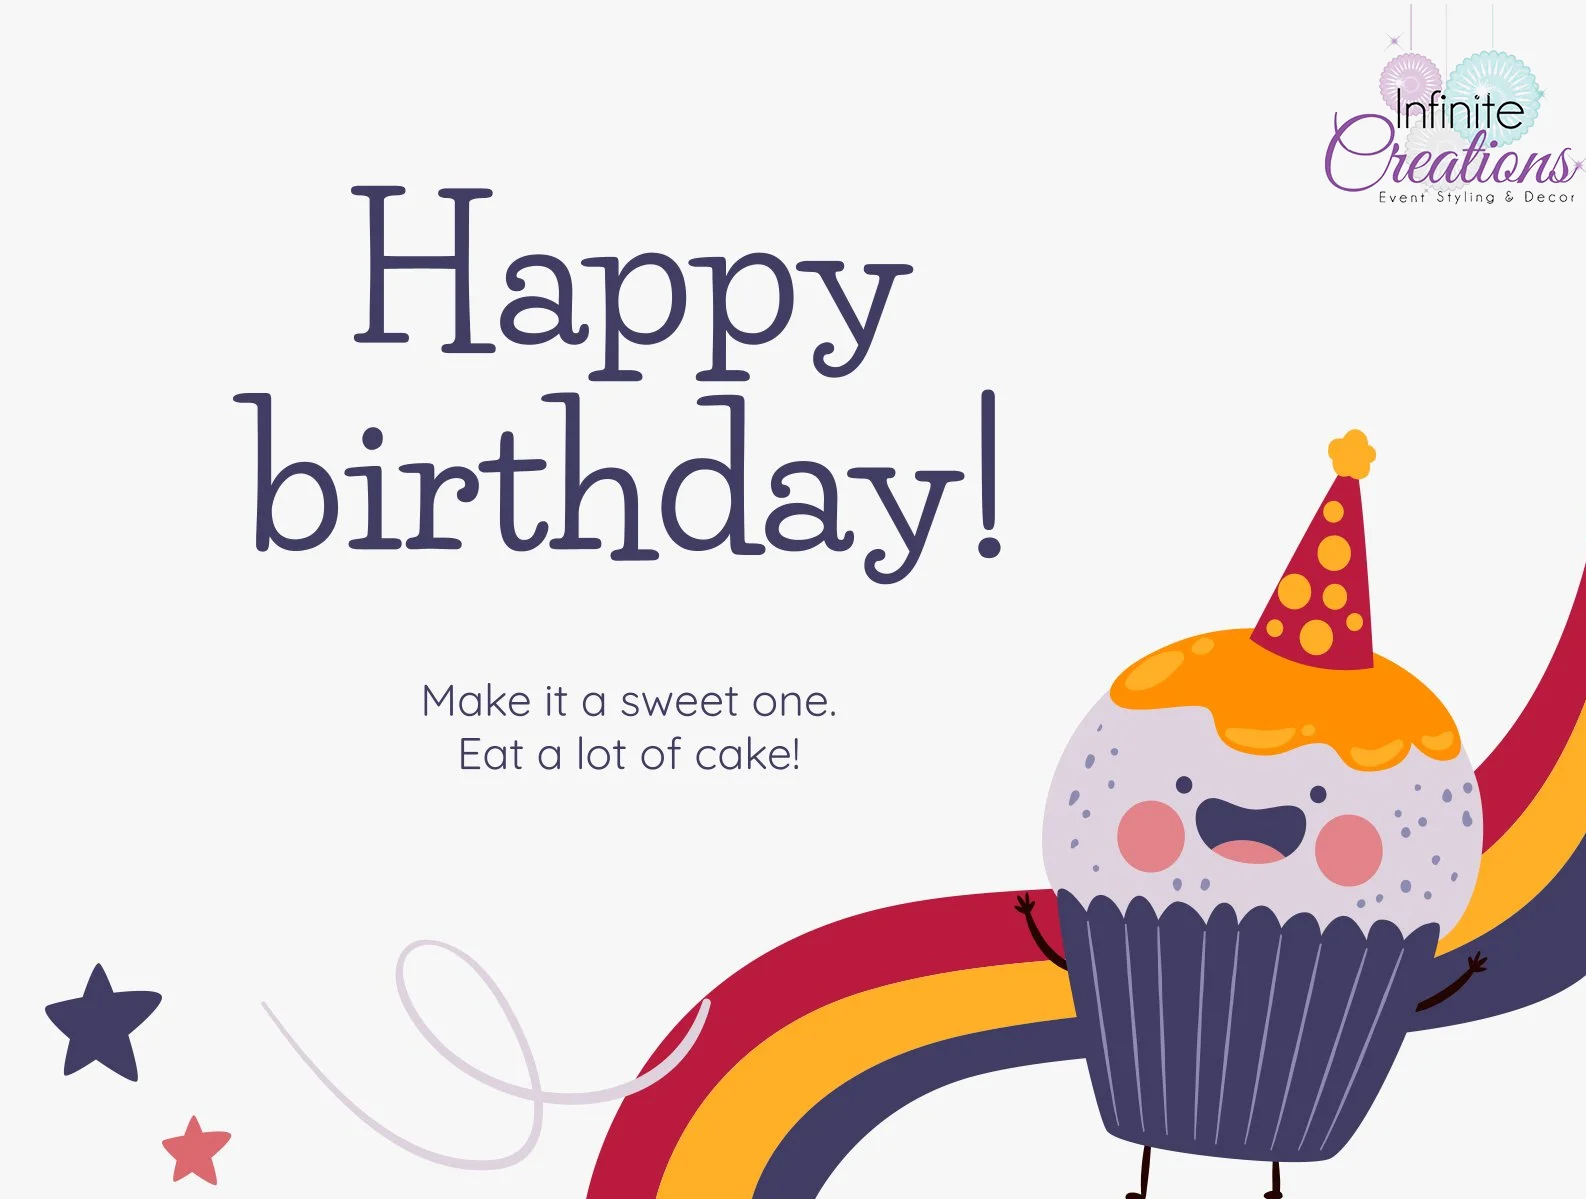 Infinite
Creations
Event Styling & Decor
Happy
birthday!
Make it a sweet one.
Eat a lot of cake!